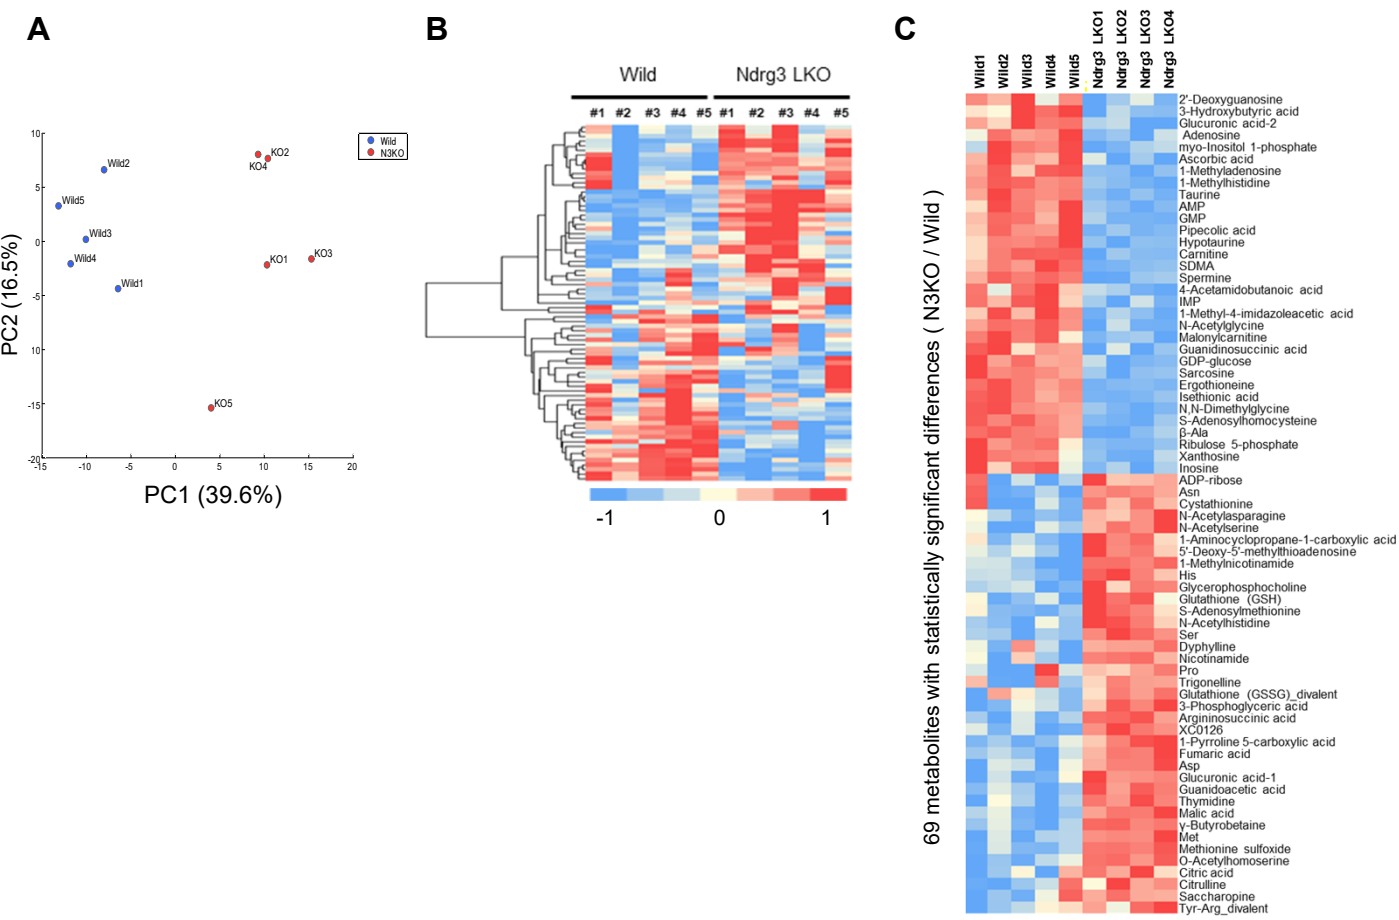 A
B
C
10
5
0
-5
10
-15
-20
-15
-10
-5
0
5
10
15
20
PC2 (16.5%)
PC1 (39.6%)
Wild
N3KO
Wild2
Wild5
Wild3
Wild4
Wild1
KO2
KO4
KO1
KO3
KO5
Wild
Ndrg3 LKO
#1 #2 #3 #4 #5 #1 #2 #3 #4 #5
-1 0 1
69 metabolites with statistically significant differences ( N3KO / Wild )
Wild1
Wild2
Wild3
Wild4
Wild5
Ndrg3 LKO1
Ndrg3 LKO2
Ndrg3 LKO3
Ndrg3 LKO4
2'-Deoxyguanosine
3-Hydroxybutyric acid
Glucuronic acid-2
Adenosine
myo-Inositol 1-phosphate
Ascorbic acid
1-Methyladenosine
1-Methylhistidine
Taurine
AMP
GMP
Pipecolic acid
Hypotaurine
Carnitine
SDMA
Spermine
4-Acetamidobutanoic acid
IMP
1-Methyl-4-imidazoleacetic acid
N-Acetylglycine
Malonylcarnitine
Guanidinosuccinic acid
GDP-glucose
Sarcosine
Ergothioneine
Isethionic acid
N,N-Dimethylglycine
S-Adenosylhomocysteine
β-Ala
Ribulose 5-phosphate
Xanthosine
Inosine
ADP-ribose
Asn
Cystathionine
N-Acetylasparagine
N-Acetylserine
1-Aminocyclopropane-1-carboxylic acid
5'-Deoxy-5'-methylthioadenosine
1-Methylnicotinamide
His
Glycerophosphocholine
Glutathione (GSH)
S-Adenosylmethionine
N-Acetylhistidine
Ser
Dyphylline
Nicotinamide
Pro
Trigonelline
Glutathione (GSSG)_divalent
3-Phosphoglyceric acid
Argininosuccinic acid
XC0126
1-Pyrroline 5-carboxylic acid
Fumaric acid
Asp
Glucuronic acid-1
Guanidoacetic acid
Thymidine
Malic acid
γ-Butyrobetaine
Met
Methionine sulfoxide
O-Acetylhomoserine
Citric acid
Citrulline
Saccharopine
Tyr-Arg_divalent